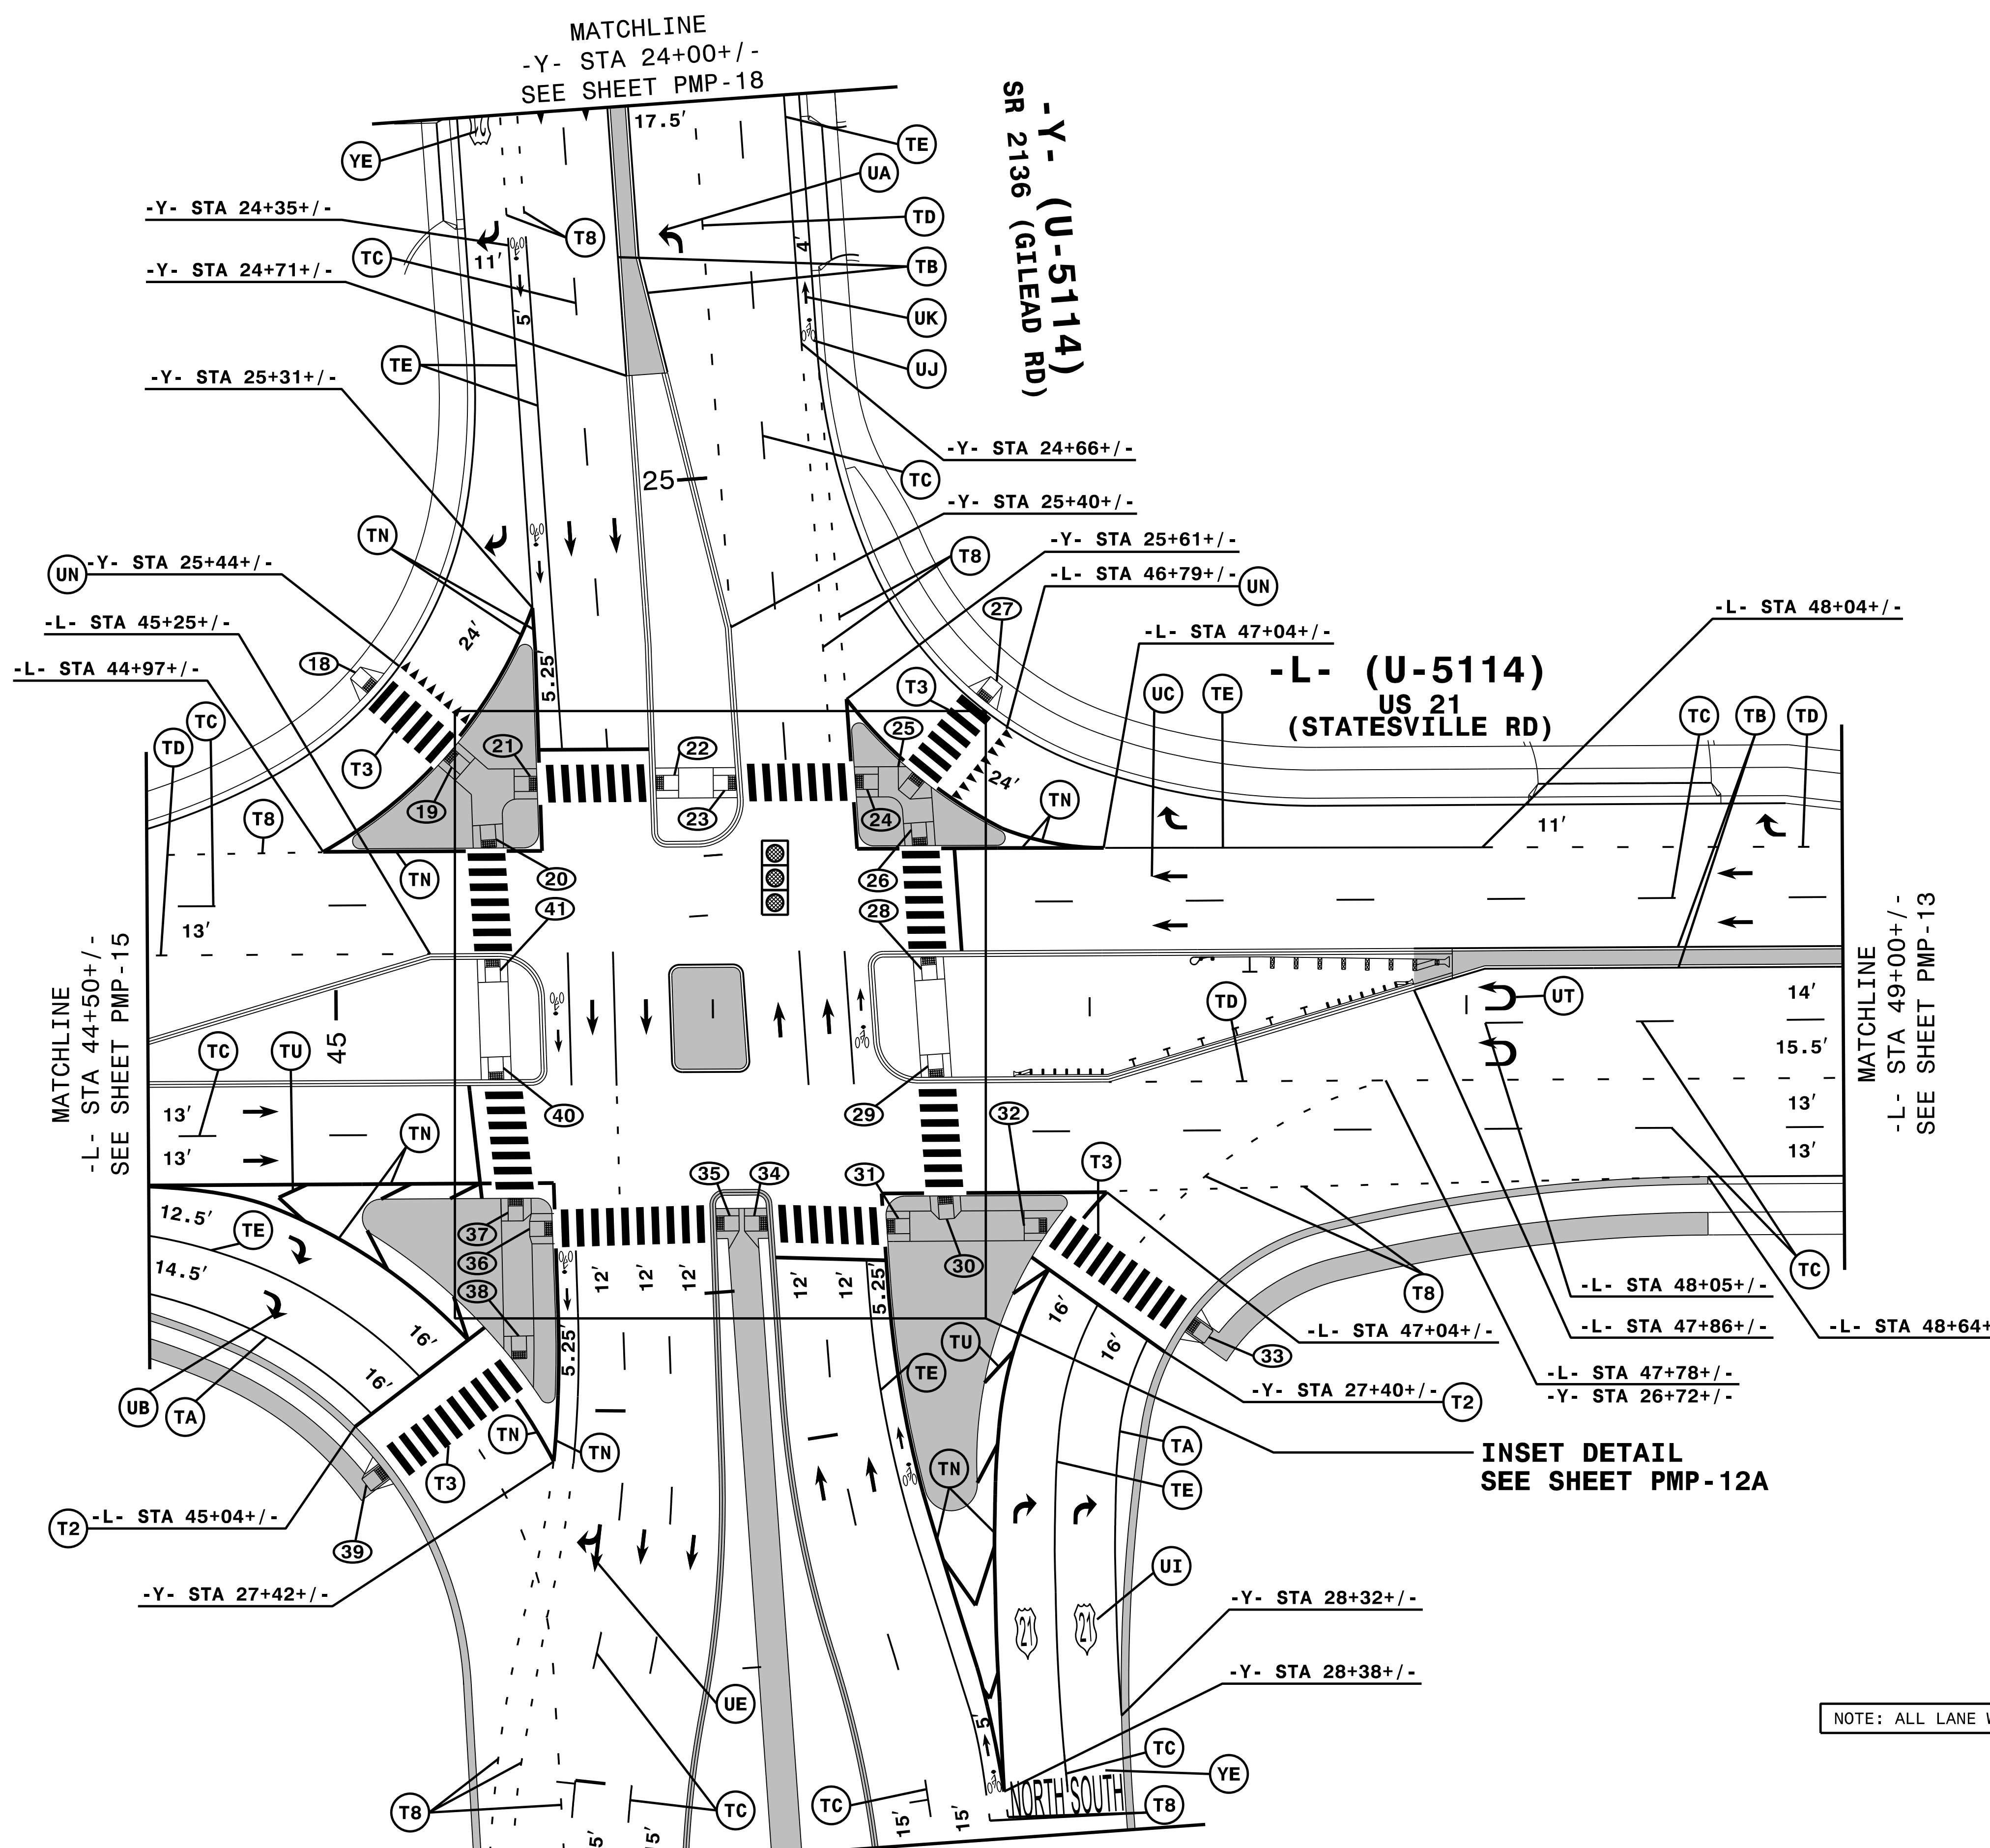 MATCHLINE
-Y- STA 24+00+/-
SEE SHEET PMP-18
17.5'
-Y- (U-5114)
SR 2136 (GILEAD RD)
YE
TE
UA
-Y- STA 24+35+/-
TD
T8
TC
11'
4'
-Y- STA 24+71+/-
TB
5'
UK
TE
UJ
-Y- STA 25+31+/-
-Y- STA 24+66+/-
25
TC
-Y- STA 25+40+/-
TN
-Y- STA 25+61+/-
T8
UN
-Y- STA 25+44+/-
-L- STA 46+79+/-
UN
27
-L- STA 48+04+/-
-L- STA 45+25+/-
24'
-L- STA 47+04+/-
18
-L- STA 44+97+/-
5.25'
T3
-L- (U-5114)
US 21
(STATESVILLE RD)
UC
TE
TC
TB
TD
TC
TD
25
21
22
T3
24'
19
23
24
TN
T8
11'
TN
20
26
41
28
13'
MATCHLINE
-L- STA 44+50+/-
SEE SHEET PMP-15
MATCHLINE
-L- STA 49+00+/-
SEE SHEET PMP-13
TD
UT
14'
45
TC
TU
15.5'
13'
40
29
32
13'
TN
13'
13'
T3
35
34
31
12.5'
TE
37
36
30
14.5'
38
12'
12'
12'
12'
12'
5.25'
TC
T8
-L- STA 48+05+/-
16'
16'
5.25'
TU
-L- STA 47+04+/-
-L- STA 47+86+/-
-L- STA 48+64+
16'
16'
TE
33
-L- STA 47+78+/-
-Y- STA 26+72+/-
-Y- STA 27+40+/-
T2
UB
TA
TN
TN
TA
INSET DETAIL
SEE SHEET PMP-12A
T3
TN
TE
T2
-L- STA 45+04+/-
39
UI
-Y- STA 27+42+/-
-Y- STA 28+32+/-
21
21
-Y- STA 28+38+/-
UE
5'
NOTE: ALL LANE
TC
YE
NORTH
SOUTH
T8
TC
TC
T8
15'
15'
5'
5'